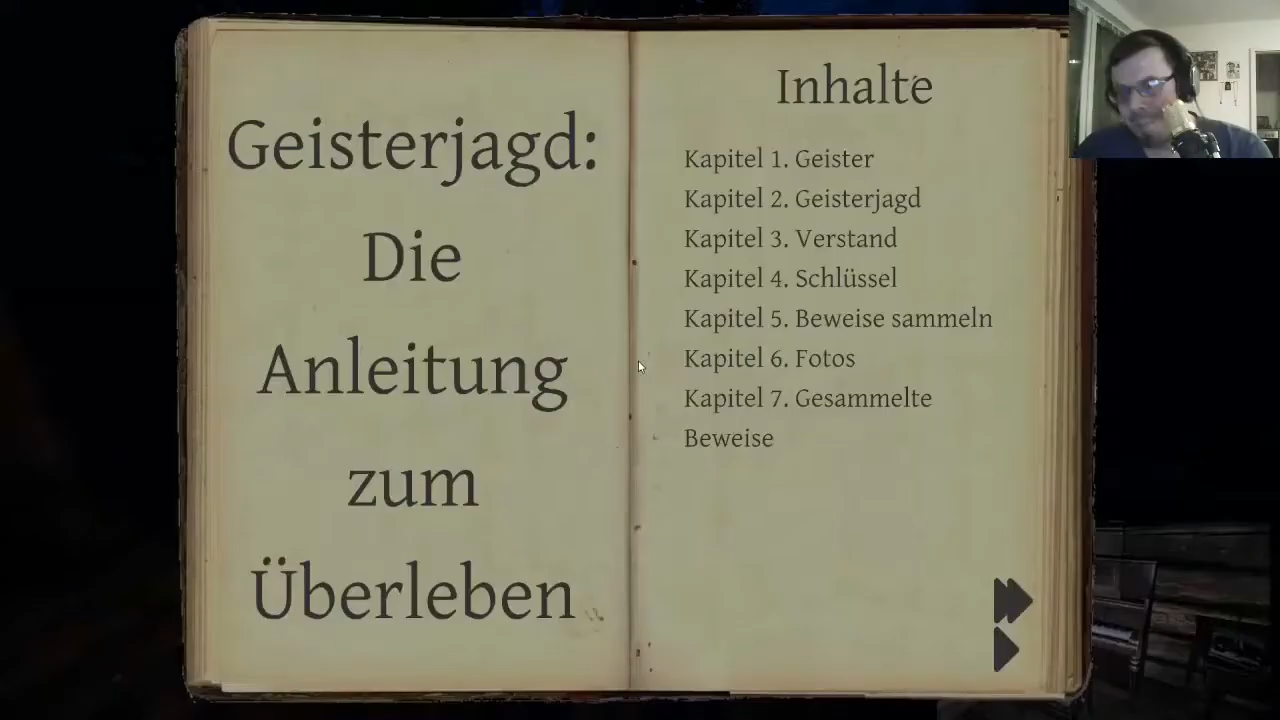 Geisterjagd:
Die
Anleitung
zum
Überleben
Inhalte
Kapitel 1. Geister
Kapitel 2. Geisterjagd
Kapitel 3. Verstand
Kapitel 4. Schlüssel
Kapitel 5. Beweise sammeln
Kapitel 6. Fotos
Kapitel 7. Gesammelte
Beweise